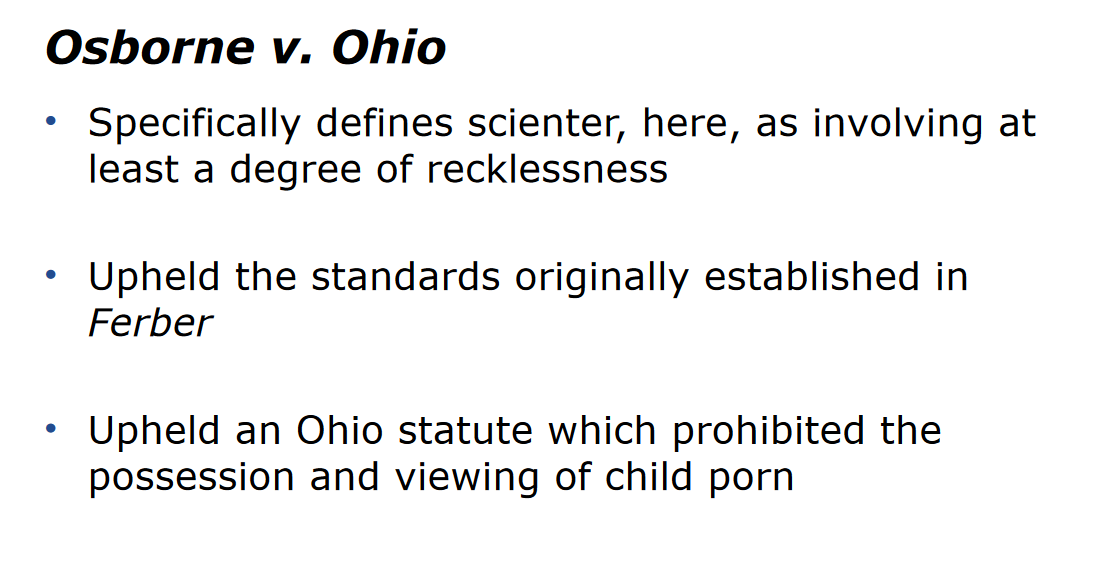 Osborne v. Ohio
• Specifically defines scienter, here, as involving at
least a degree of recklessness
• Upheld the standards originally established in
Ferber
• Upheld an Ohio statute which prohibited the
possession and viewing of child porn